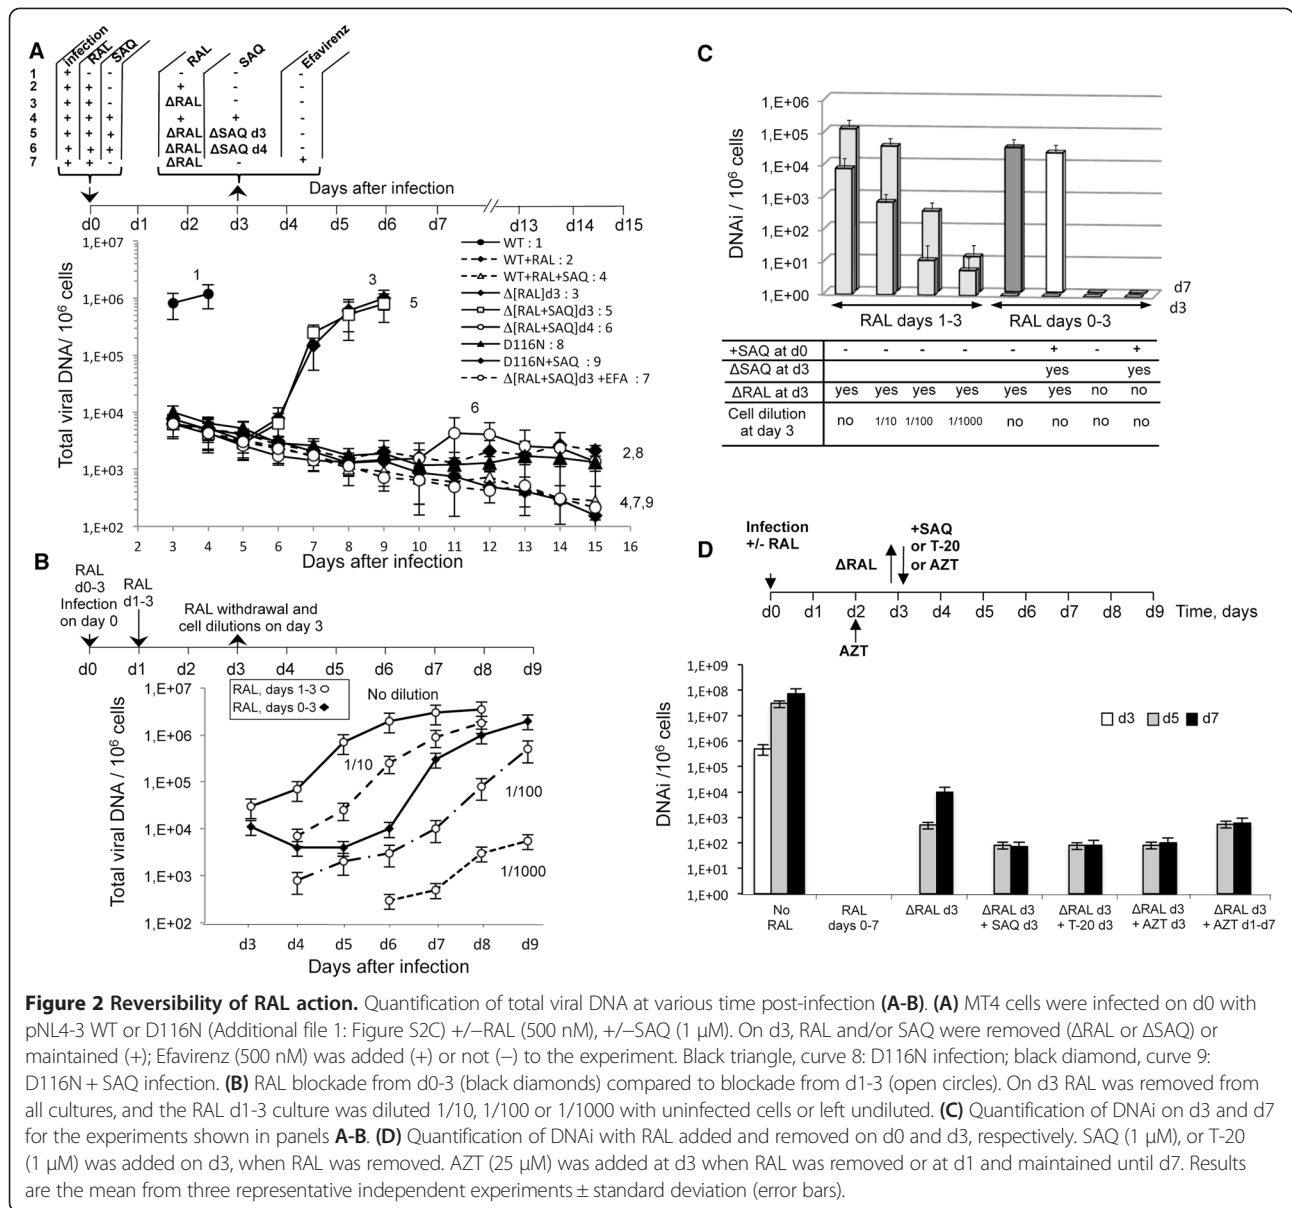 A
infection RAL SAQ RAL SAQ Efavirenz
1 + - - - - -
2 + + - + - -
3 + + - ΔRAL - -
4 + + + + + -
5 + + + ΔRAL ΔSAQ d3 -
6 + + + ΔRAL ΔSAQ d4 -
7 + + - ΔRAL - +
Days after infection
d0 d1 d2 d3 d4 d5 d6 d7 d13 d14 d15
Total viral DNA/ 10⁶ cells
1,E+07
1,E+06
1,E+05
1,E+04
1,E+03
1,E+02
1
3
5
6
2,8
4,7,9
WT : 1
WT+RAL : 2
WT+RAL+SAQ : 4
Δ[RAL]d3 : 3
Δ[RAL+SAQ]d3 : 5
Δ[RAL+SAQ]d4 : 6
D116N : 8
D116N+SAQ : 9
Δ[RAL+SAQ]d3 +EFA : 7
2 3 4 5 6 7 8 9 10 11 12 13 14 15 16
Days after infection
B
RAL
d0-3
Infection
on day 0
RAL
d1-3
RAL withdrawal and
cell dilutions on day 3
d0 d1 d2 d3 d4 d5 d6 d7 d8 d9
Total viral DNA / 10⁶ cells
1,E+07
1,E+06
1,E+05
1,E+04
1,E+03
1,E+02
RAL, days 1-3
RAL, days 0-3
No dilution
1/10
1/100
1/1000
d3 d4 d5 d6 d7 d8 d9
Days after infection
C
DNAi / 10⁶ cells
1,E+06
1,E+05
1,E+04
1,E+03
1,E+02
1,E+01
1,E+00
d7
d3
RAL days 1-3 RAL days 0-3
+SAQ at d0 - - - - - + - +
ΔSAQ at d3 yes yes
ΔRAL at d3 yes yes yes yes yes yes no no
Cell dilution
at day 3 no 1/10 1/100 1/1000 no no no no
D
Infection
+/- RAL
ΔRAL
+SAQ
or T-20
or AZT
d0 d1 d2 d3 d4 d5 d6 d7 d8 d9 Time, days
AZT
DNAi /10⁶ cells
1,E+09
1,E+08
1,E+07
1,E+06
1,E+05
1,E+04
1,E+03
1,E+02
1,E+01
1,E+00
d3 d5 d7
No
RAL
RAL
days 0-7
ΔRAL d3
ΔRAL d3
+ SAQ d3
ΔRAL d3
+ T-20 d3
ΔRAL d3
+ AZT d3
ΔRAL d3
+ AZT d1-d7
Figure 2 Reversibility of RAL action. Quantification of total viral DNA at various time post-infection (A-B). (A) MT4 cells were infected on d0 with
pNL4-3 WT or D116N (Additional file 1: Figure S2C) +/−RAL (500 nM), +/−SAQ (1 μM). On d3, RAL and/or SAQ were removed (ΔRAL or ΔSAQ) or
maintained (+); Efavirenz (500 nM) was added (+) or not (−) to the experiment. Black triangle, curve 8: D116N infection; black diamond, curve 9:
D116N + SAQ infection. (B) RAL blockade from d0-3 (black diamonds) compared to blockade from d1-3 (open circles). On d3 RAL was removed from
all cultures, and the RAL d1-3 culture was diluted 1/10, 1/100 or 1/1000 with uninfected cells or left undiluted. (C) Quantification of DNAi on d3 and d7
for the experiments shown in panels A-B. (D) Quantification of DNAi with RAL added and removed on d0 and d3, respectively. SAQ (1 μM), or T-20
(1 μM) was added on d3, when RAL was removed. AZT (25 μM) was added at d3 when RAL was removed or at d1 and maintained until d7. Results
are the mean from three representative independent experiments ± standard deviation (error bars).